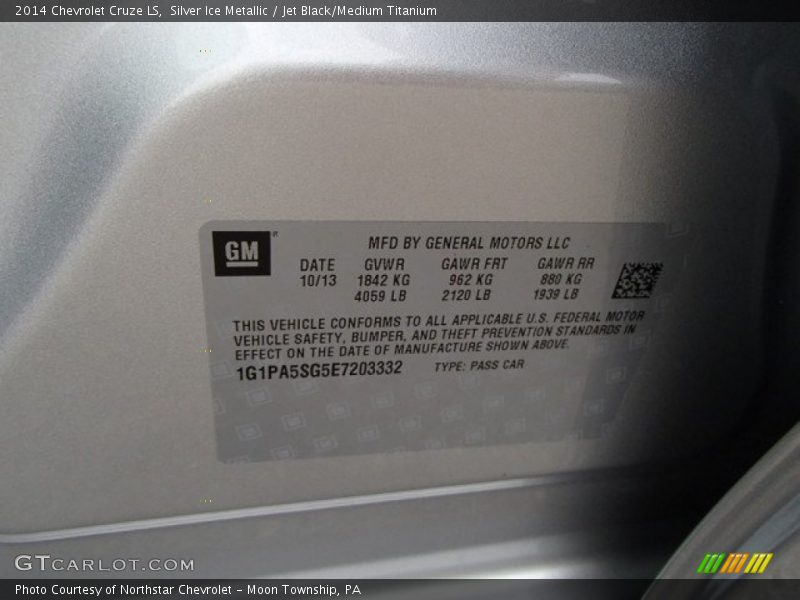 2014 Chevrolet Cruze LS, Silver Ice Metallic / Jet Black/Medium Titanium
GM ®
MFD BY GENERAL MOTORS LLC
DATE GVWR GAWR FRT GAWR RR
10/13 1842 KG 962 KG 880 KG
4059 LB 2120 LB 1939 LB
THIS VEHICLE CONFORMS TO ALL APPLICABLE U.S. FEDERAL MOTOR
VEHICLE SAFETY, BUMPER, AND THEFT PREVENTION STANDARDS IN
EFFECT ON THE DATE OF MANUFACTURE SHOWN ABOVE.
1G1PA5SG5E7203332 TYPE: PASS CAR
GTCARLOT.COM
Photo Courtesy of Northstar Chevrolet - Moon Township, PA